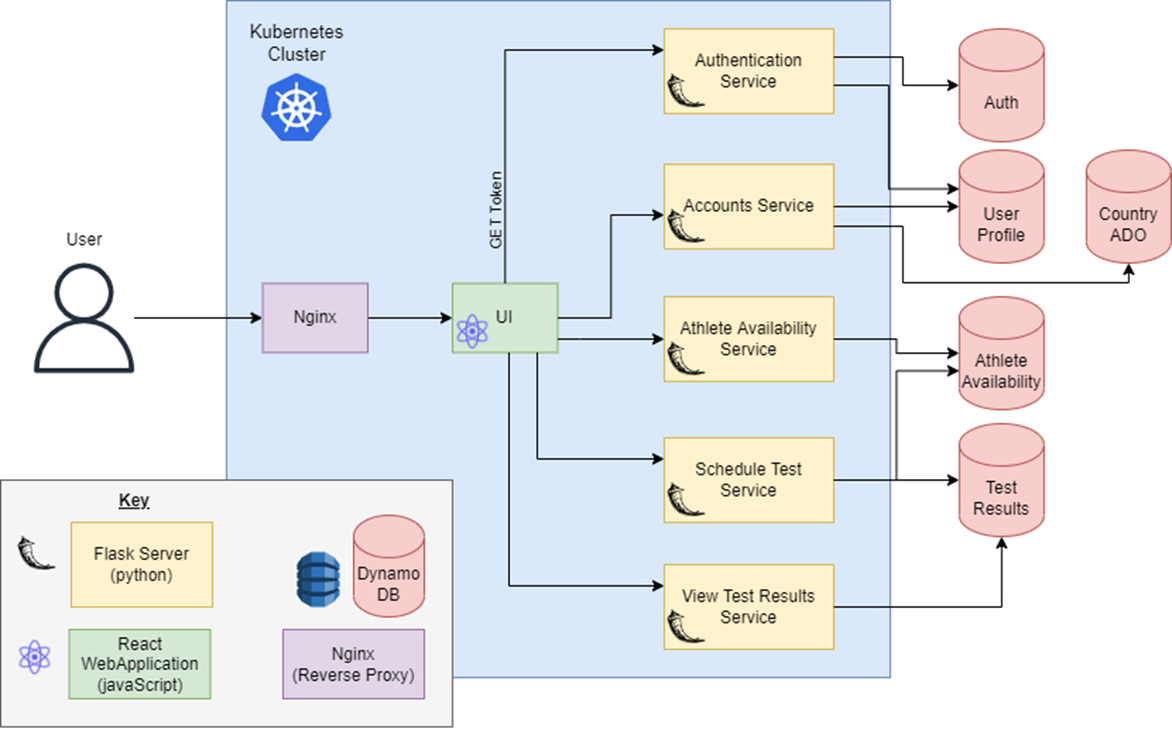 Kubernetes
Cluster
Authentication
Service
Auth
GET Token
Accounts Service
User
Profile
Country
ADO
User
Nginx
UI
Athlete Availability
Service
Athlete
Availability
Schedule Test
Service
Test
Results
View Test Results
Service
Key
Flask Server
(python)
Dynamo
DB
React
WebApplication
(javaScript)
Nginx
(Reverse Proxy)